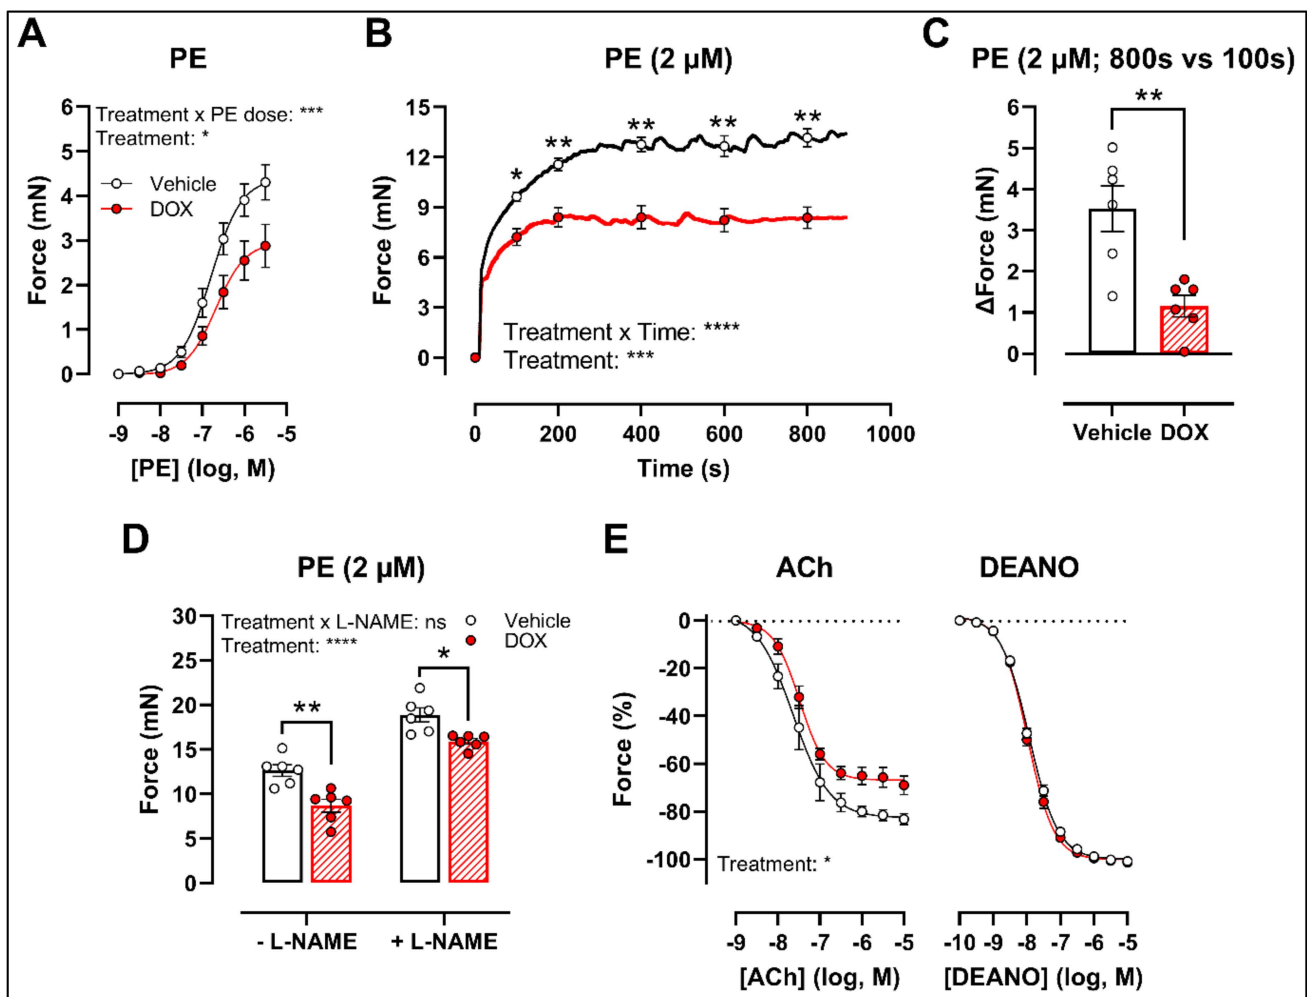 A
PE
Treatment x PE dose: ***
Treatment: *
Vehicle
DOX
6
5
4
3
2
1
0
Force (mN)
-9 -8 -7 -6 -5
[PE] (log, M)
B
PE (2 µM)
15
12
9
6
3
0
Force (mN)
* ** ** ** **
Treatment x Time: ****
Treatment: ***
0 200 400 600 800 1000
Time (s)
C
PE (2 µM; 800s vs 100s)
**
6
5
4
3
2
1
0
ΔForce (mN)
Vehicle DOX
D
PE (2 µM)
Treatment x L-NAME: ns
Treatment: ****
Vehicle
DOX
** *
30
25
20
15
10
5
0
Force (mN)
- L-NAME + L-NAME
E
ACh
0
-20
-40
-60
-80
-100
Force (%)
Treatment: *
-9 -8 -7 -6 -5
[ACh] (log, M)
DEANO
-10 -9 -8 -7 -6 -5
[DEANO] (log, M)